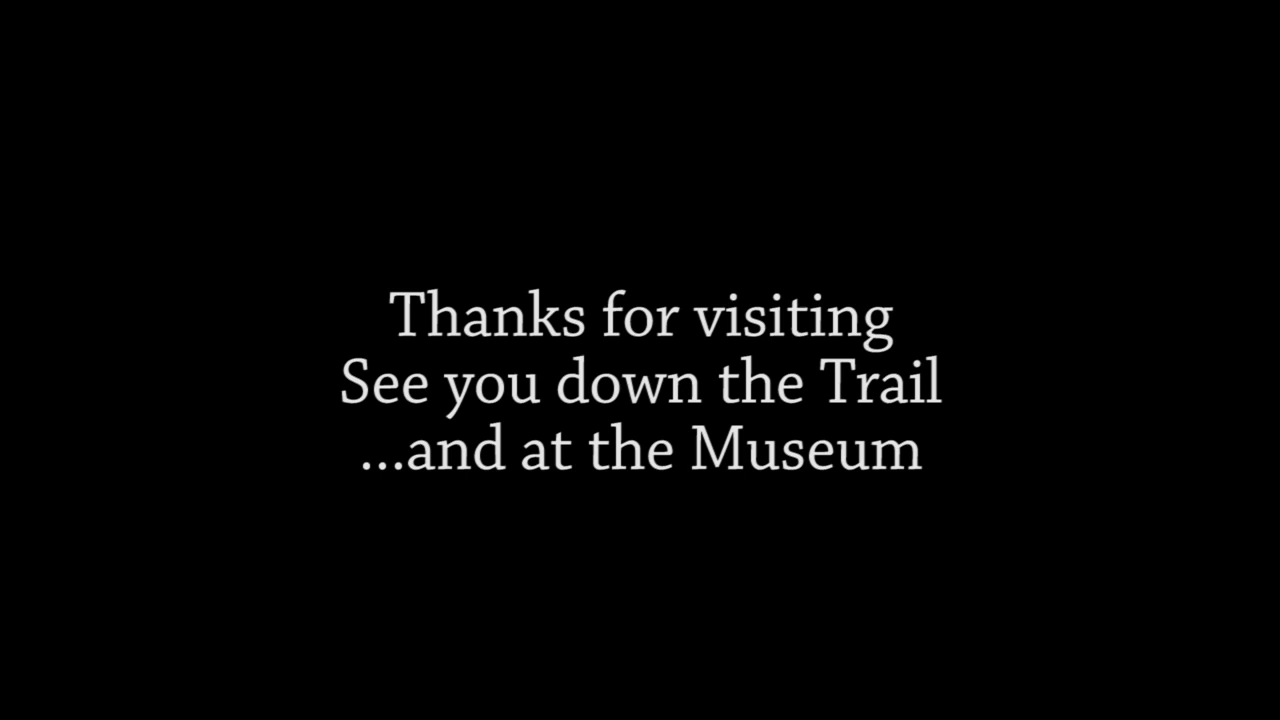 Thanks for visiting
See you down the Trail
...and at the Museum